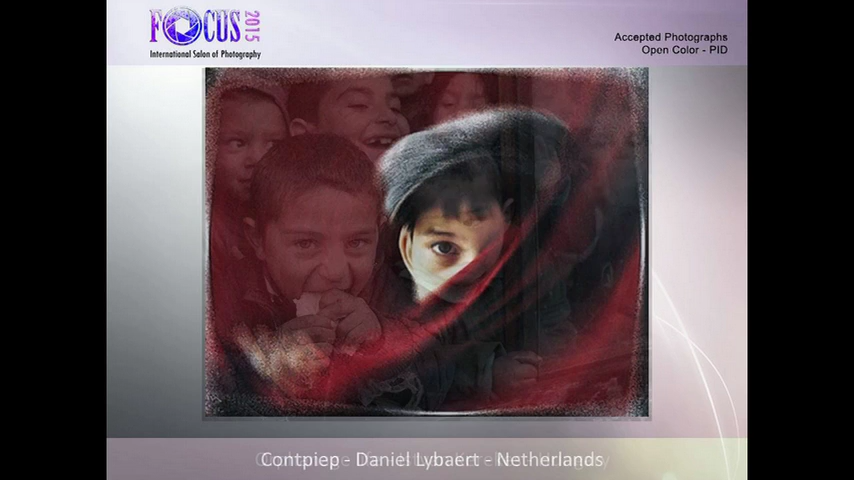 FOCUS 2015
International Salon of Photography
Accepted Photographs
Open Color - PID
Contpiep - Daniel Lybaert - Netherlands